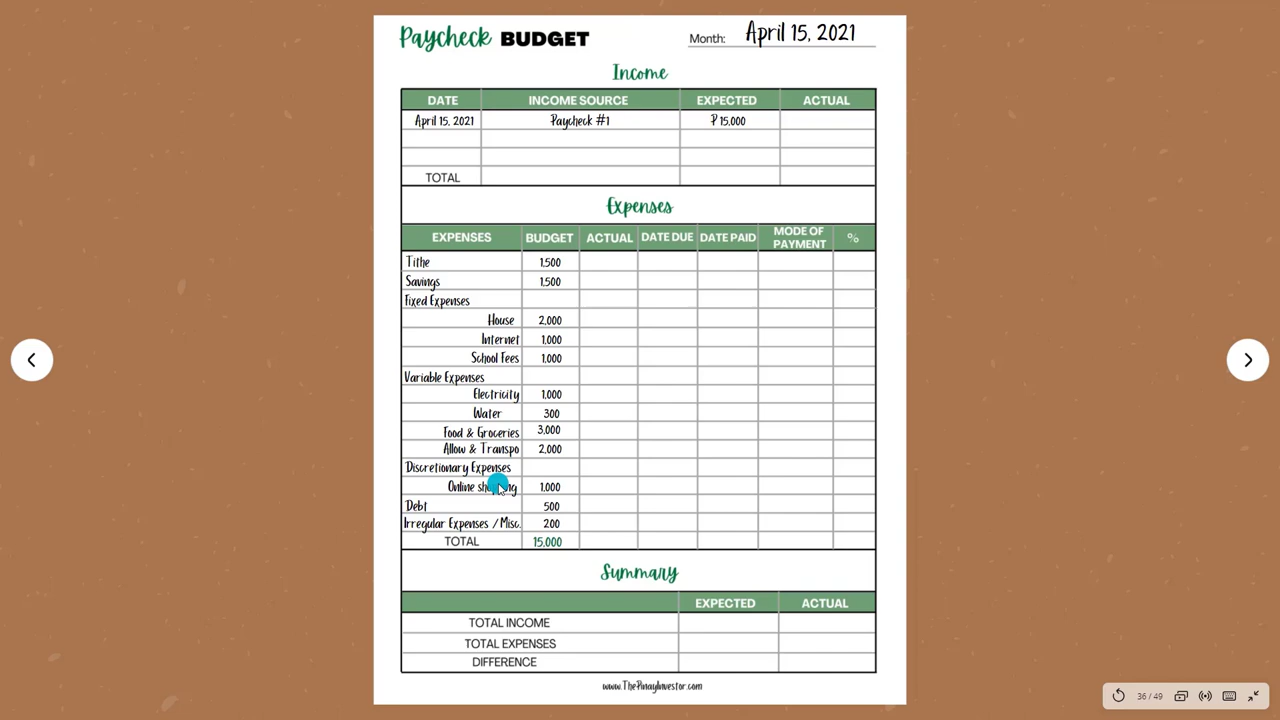 Paycheck BUDGET Month: April 15, 2021
Income
DATE INCOME SOURCE EXPECTED ACTUAL
April 15, 2021 Paycheck #1 ₱ 15,000
TOTAL
Expenses
EXPENSES BUDGET ACTUAL DATE DUE DATE PAID MODE OF PAYMENT %
Tithe 1,500
Savings 1,500
Fixed Expenses
House 2,000
Internet 1,000
School Fees 1,000
Variable Expenses
Electricity 1,000
Water 300
Food & Groceries 3,000
Allow & Transpo 2,000
Discretionary Expenses
Online shopping 1,000
Debt 500
Irregular Expenses / Misc. 200
TOTAL 15,000
Summary
EXPECTED ACTUAL
TOTAL INCOME
TOTAL EXPENSES
DIFFERENCE
www.ThePinayInvestor.com
36 / 49